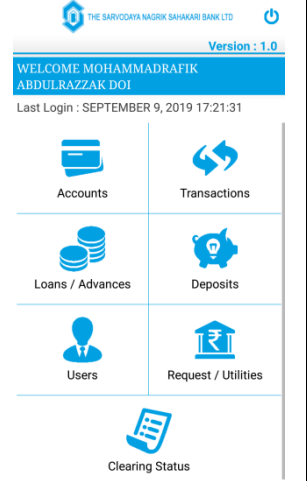 THE SARVODAYA NAGRIK SAHAKARI BANK LTD
Version : 1.0
WELCOME MOHAMMADRAFIK
ABDULRAZZAK DOI
Last Login : SEPTEMBER 9, 2019 17:21:31
Accounts
Transactions
Loans / Advances
Deposits
Users
Request / Utilities
Clearing Status